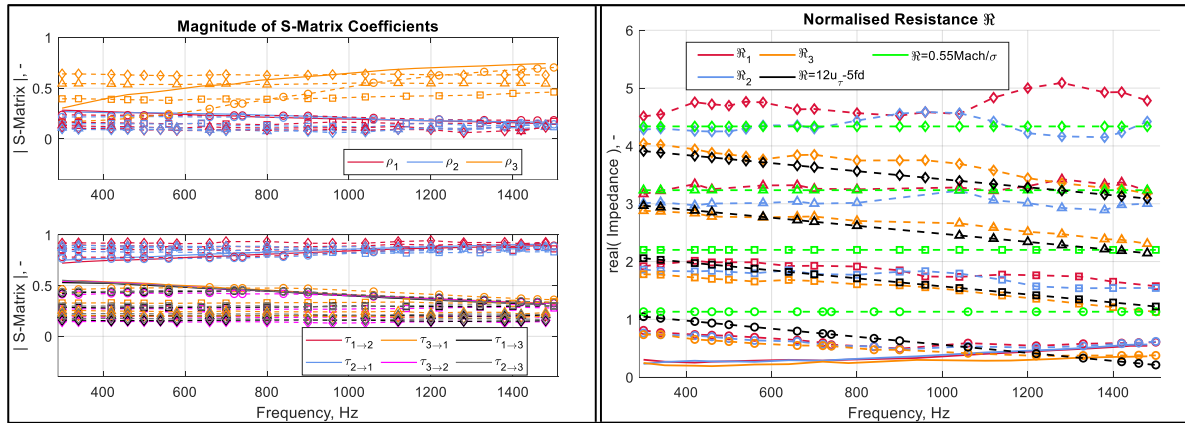 Magnitude of S-Matrix Coefficients
1
0.5
0
| S-Matrix |, -
400 600 800 1000 1200 1400
ρ₁ ρ₂ ρ₃
1
0.5
0
| S-Matrix |, -
τ₁→₂ τ₃→₁ τ₁→₃
τ₂→₁ τ₃→₂ τ₂→₃
400 600 800 1000 1200 1400
Frequency, Hz
Normalised Resistance ℜ
6
5
4
3
2
1
0
real( Impedance ), -
ℜ₁ ℜ₃ ℜ=0.55Mach/σ
ℜ₂ ℜ=12u_τ-5fd
400 600 800 1000 1200 1400
Frequency, Hz